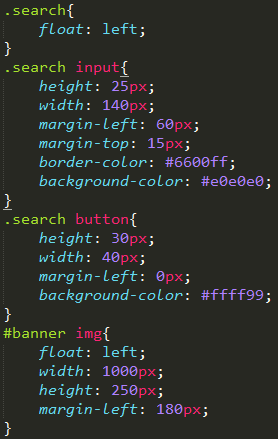 .search{
    float: left;
}
.search input{
    height: 25px;
    width: 140px;
    margin-left: 60px;
    margin-top: 15px;
    border-color: #6600ff;
    background-color: #e0e0e0;
}
.search button{
    height: 30px;
    width: 40px;
    margin-left: 0px;
    background-color: #ffff99;
}
#banner img{
    float: left;
    width: 1000px;
    height: 250px;
    margin-left: 180px;
}